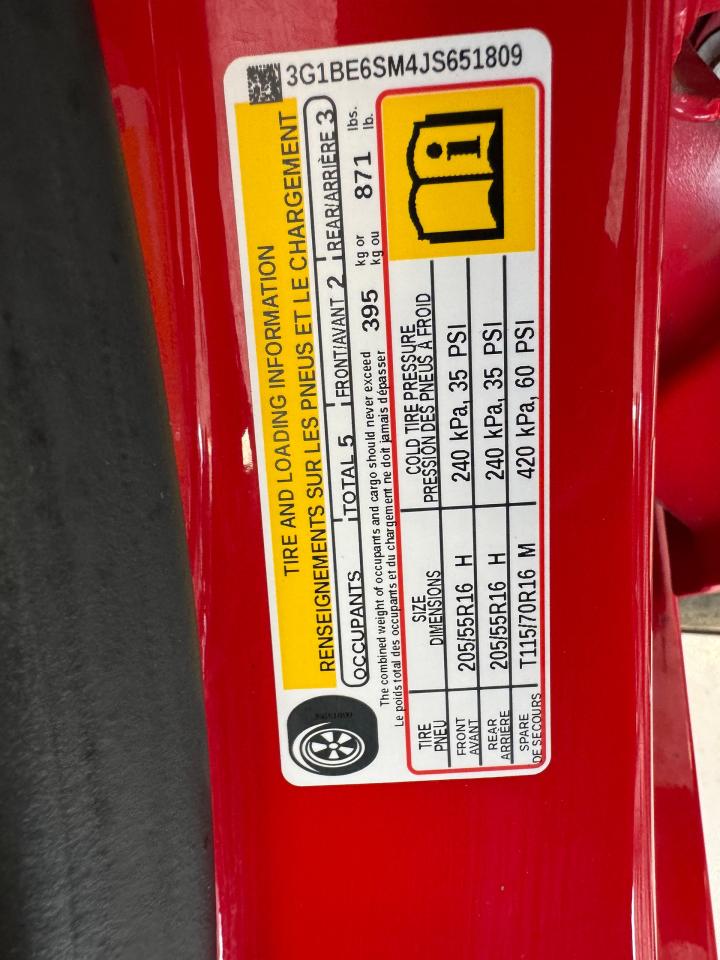 3G1BE6SM4JS651809
TIRE AND LOADING INFORMATION
RENSEIGNEMENTS SUR LES PNEUS ET LE CHARGEMENT
OCCUPANTS TOTAL 5 FRONT/AVANT 2 REAR/ARRIÈRE 3
The combined weight of occupants and cargo should never exceed 395 kg or 871 lbs.
Le poids total des occupants et du chargement ne doit jamais dépasser kg ou lb.
TIRE SIZE COLD TIRE PRESSURE
PNEU DIMENSIONS PRESSION DES PNEUS À FROID
FRONT
AVANT 205/55R16 H 240 kPa, 35 PSI
REAR
ARRIÈRE 205/55R16 H 240 kPa, 35 PSI
SPARE
DE SECOURS T115/70R16 M 420 kPa, 60 PSI